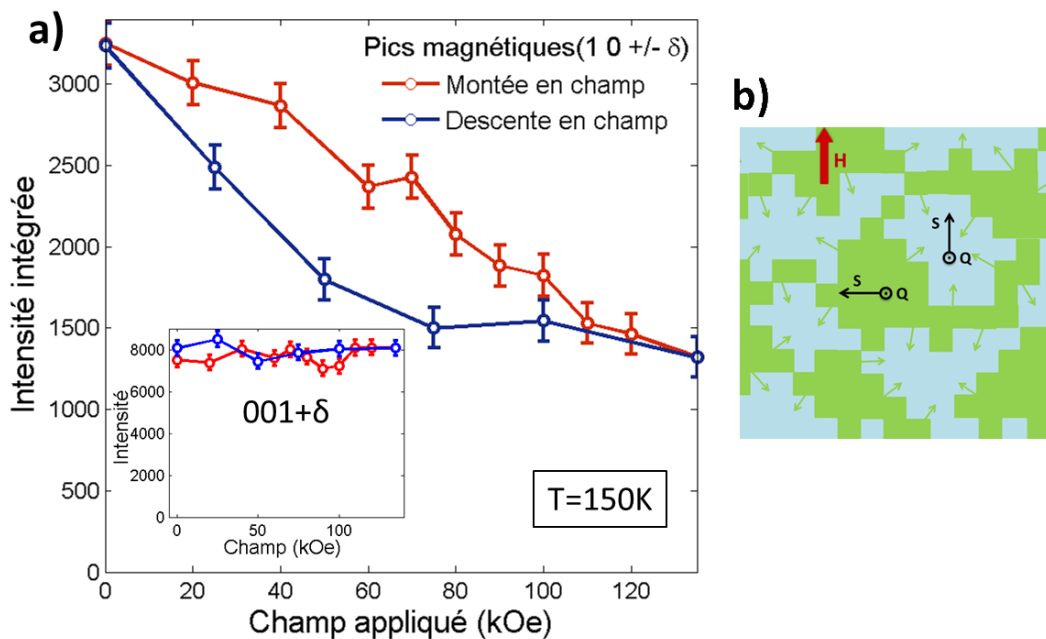 a)
Pics magnétiques(1 0 +/- δ)
Montée en champ
Descente en champ
Intensité intégrée
3000
2500
2000
1500
1000
500
0
0 20 40 60 80 100 120
Champ appliqué (kOe)
T=150K
001+δ
Intensité
8000
6000
4000
2000
0
0 50 100
Champ (kOe)
b)
H
S
Q
S
Q